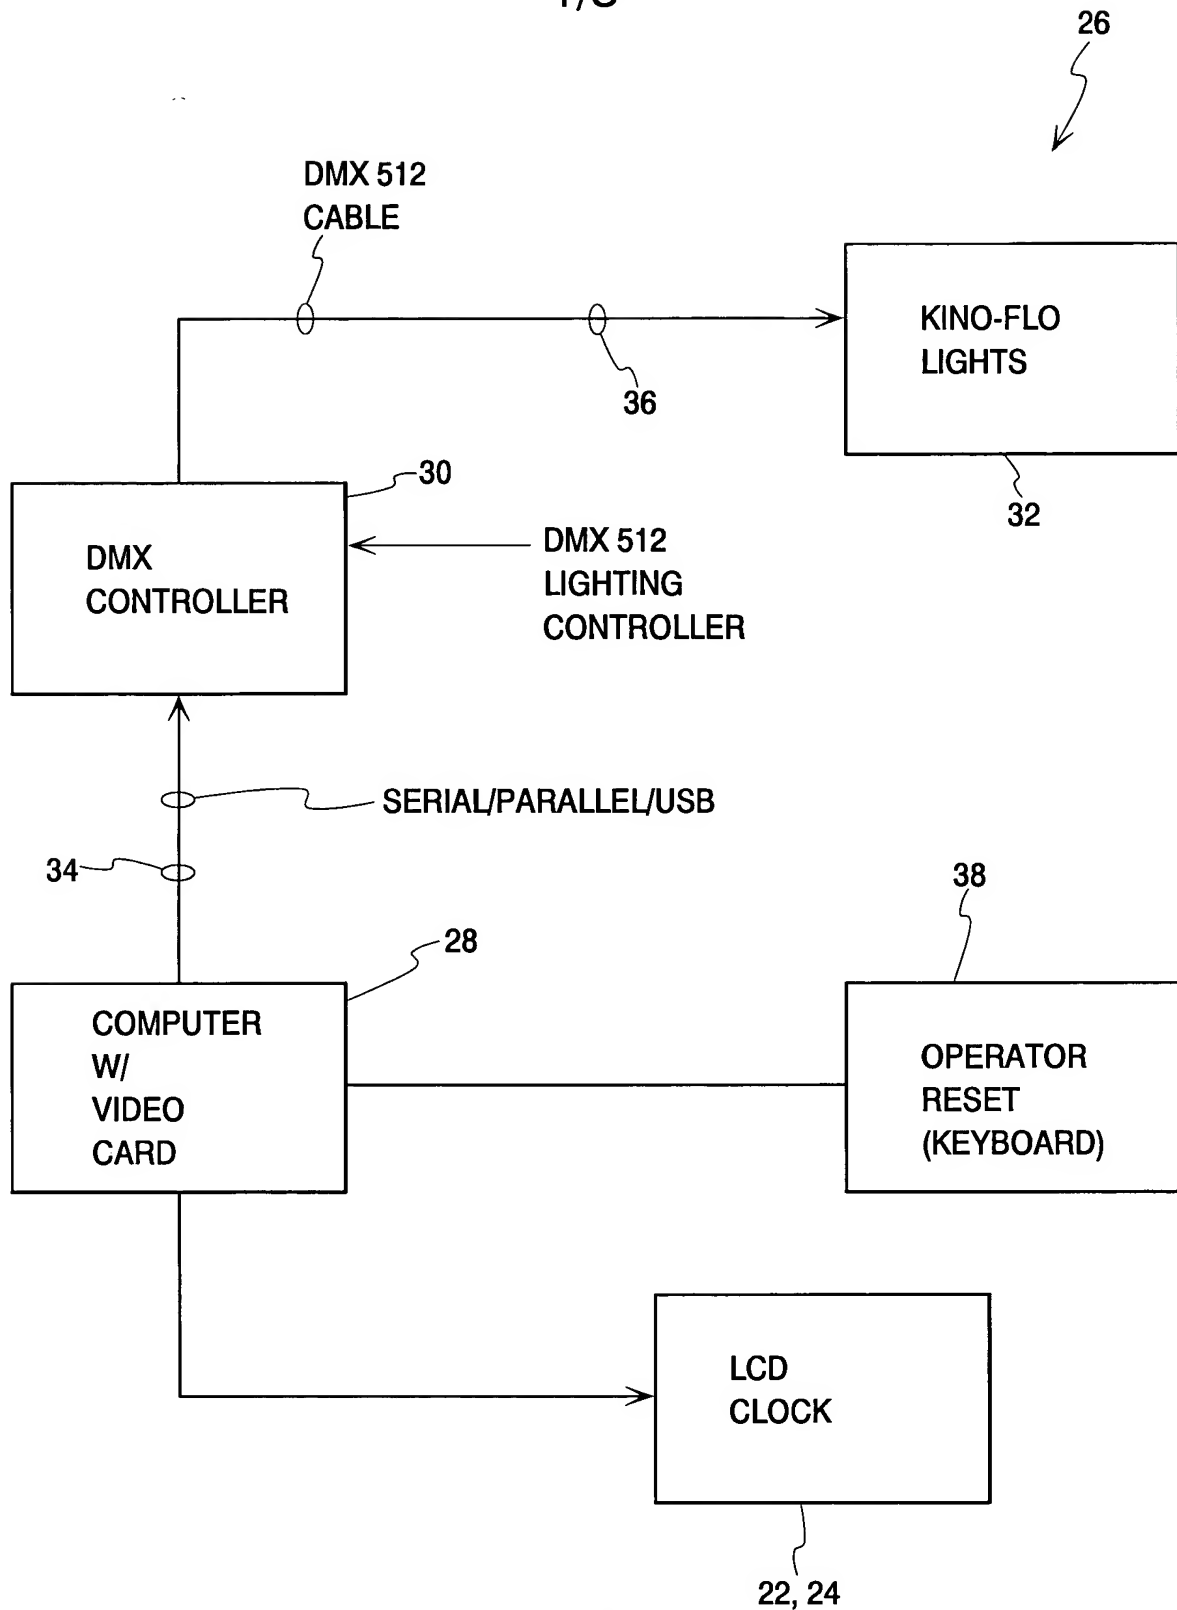 26
DMX 512
CABLE
KINO-FLO
LIGHTS
36
32
30
DMX
CONTROLLER
DMX 512
LIGHTING
CONTROLLER
SERIAL/PARALLEL/USB
34
38
28
COMPUTER
W/
VIDEO
CARD
OPERATOR
RESET
(KEYBOARD)
LCD
CLOCK
22, 24